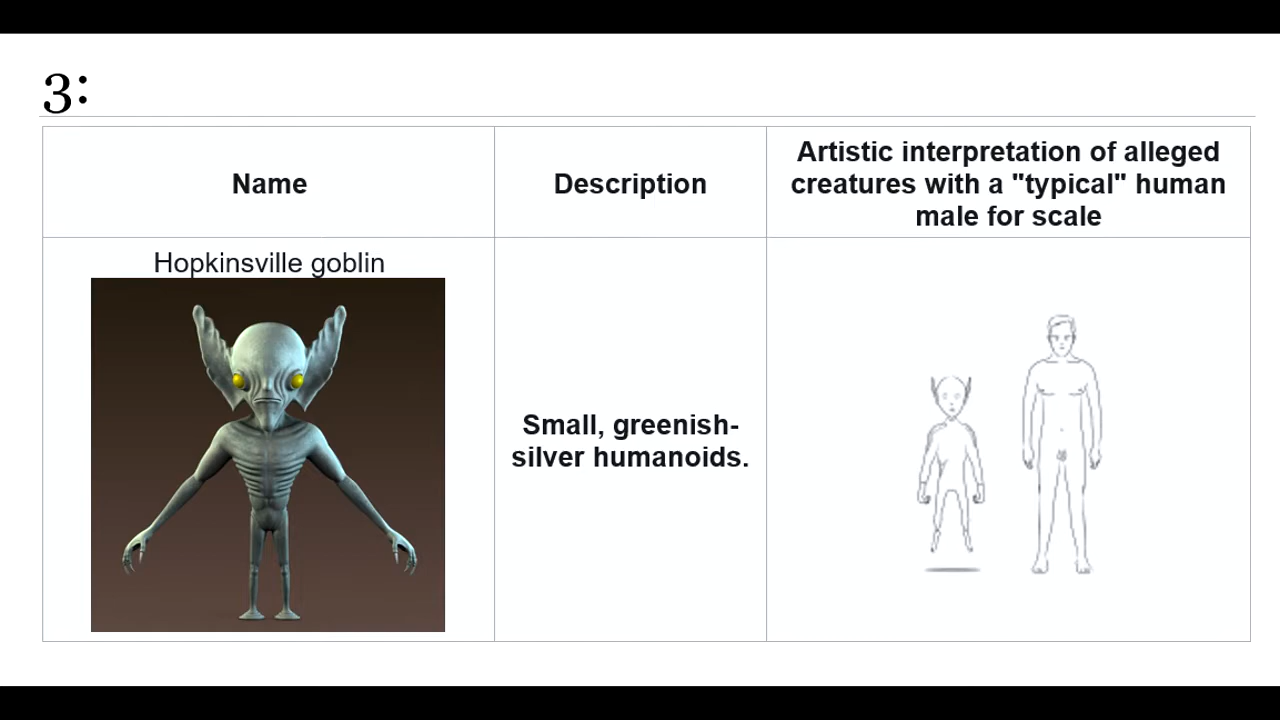 3:
Name
Description
Artistic interpretation of alleged
creatures with a "typical" human
male for scale
Hopkinsville goblin
Small, greenish-
silver humanoids.